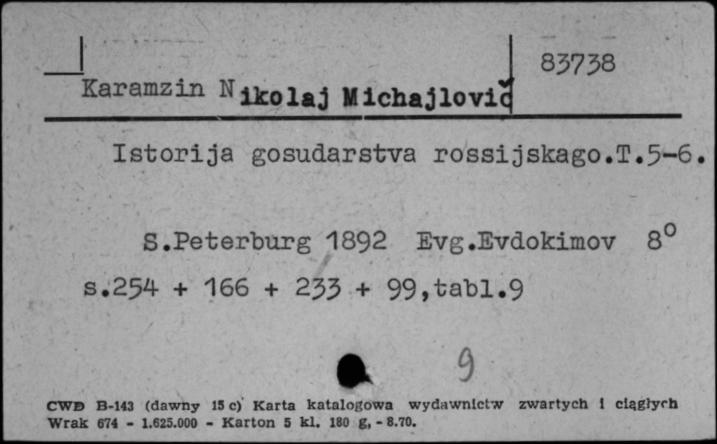 83738
Karamzin Nikolaj Michajlovič
Istorija gosudarstva rossijskago.T.5-6.
S.Peterburg 1892 Evg.Evdokimov 8°
s.254 + 166 + 233 + 99,tabl.9
9
CWD B-143 (dawny 15 c) Karta katalogowa wydawnictw zwartych i ciągłych
Wrak 674 - 1.625.000 - Karton 5 kl. 180 g, - 8.70.